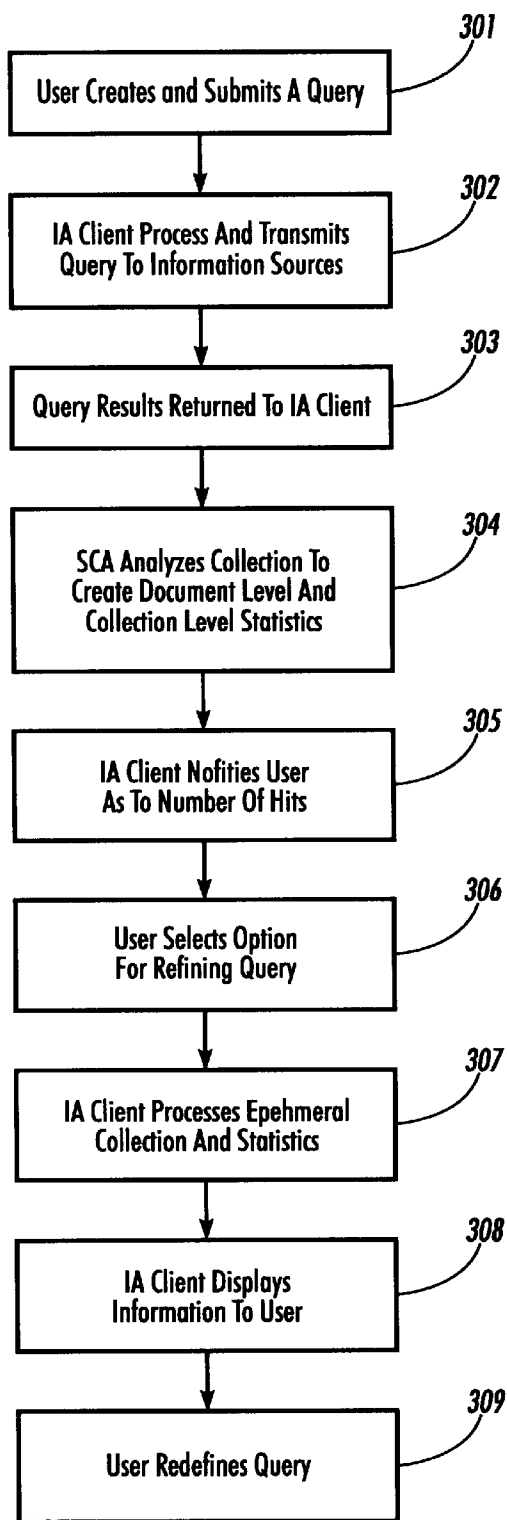 301
User Creates and Submits A Query
302
IA Client Process And Transmits
Query To Information Sources
303
Query Results Returned To IA Client
304
SCA Analyzes Collection To
Create Document Level And
Collection Level Statistics
305
IA Client Nofities User
As To Number Of Hits
306
User Selects Option
For Refining Query
307
IA Client Processes Epehmeral
Collection And Statistics
308
IA Client Displays
Information To User
309
User Redefines Query